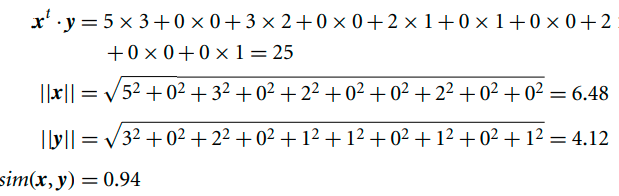 xᵗ · y = 5 × 3 + 0 × 0 + 3 × 2 + 0 × 0 + 2 × 1 + 0 × 1 + 0 × 0 + 2
+ 0 × 0 + 0 × 1 = 25
||x|| = √(5² + 0² + 3² + 0² + 2² + 0² + 0² + 2² + 0² + 0²) = 6.48
||y|| = √(3² + 0² + 2² + 0² + 1² + 1² + 0² + 1² + 0² + 1²) = 4.12
sim(x, y) = 0.94